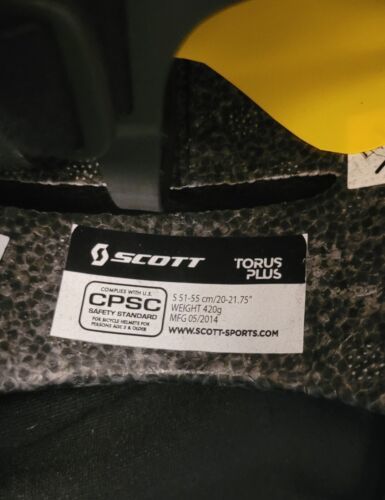 SCOTT
TORUS
PLUS
COMPLIES WITH U.S.
CPSC
SAFETY STANDARD
FOR BICYCLE HELMETS FOR
PERSONS AGE 5 & OLDER
S 51-55 cm/20-21,75"
WEIGHT 420g
MFG 05/2014
WWW.SCOTT-SPORTS.COM